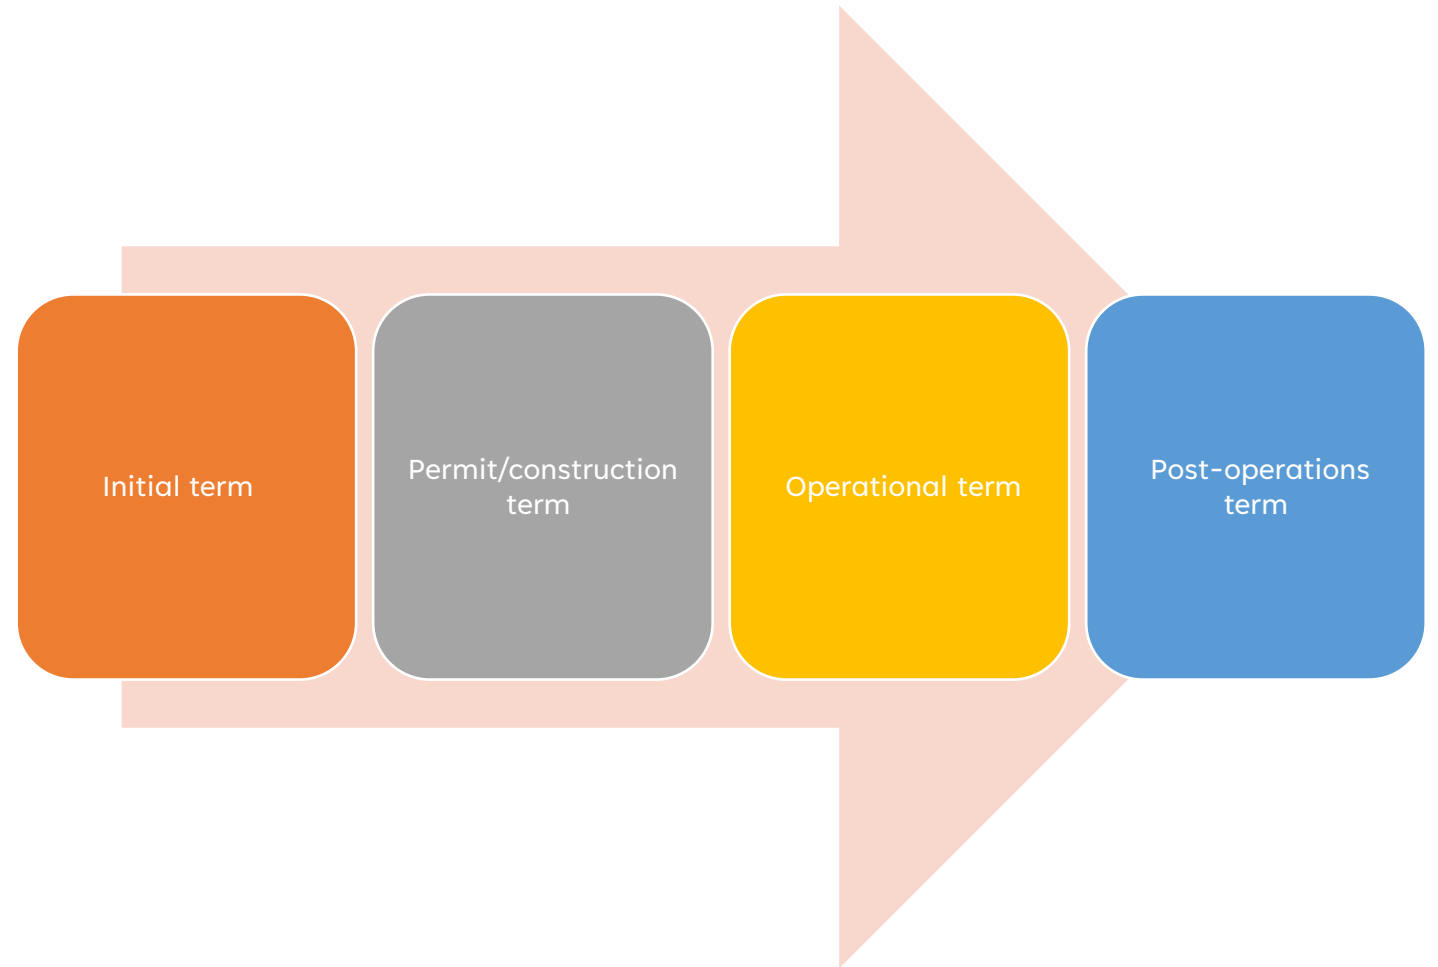 Initial term
Permit/construction
term
Operational term
Post-operations
term